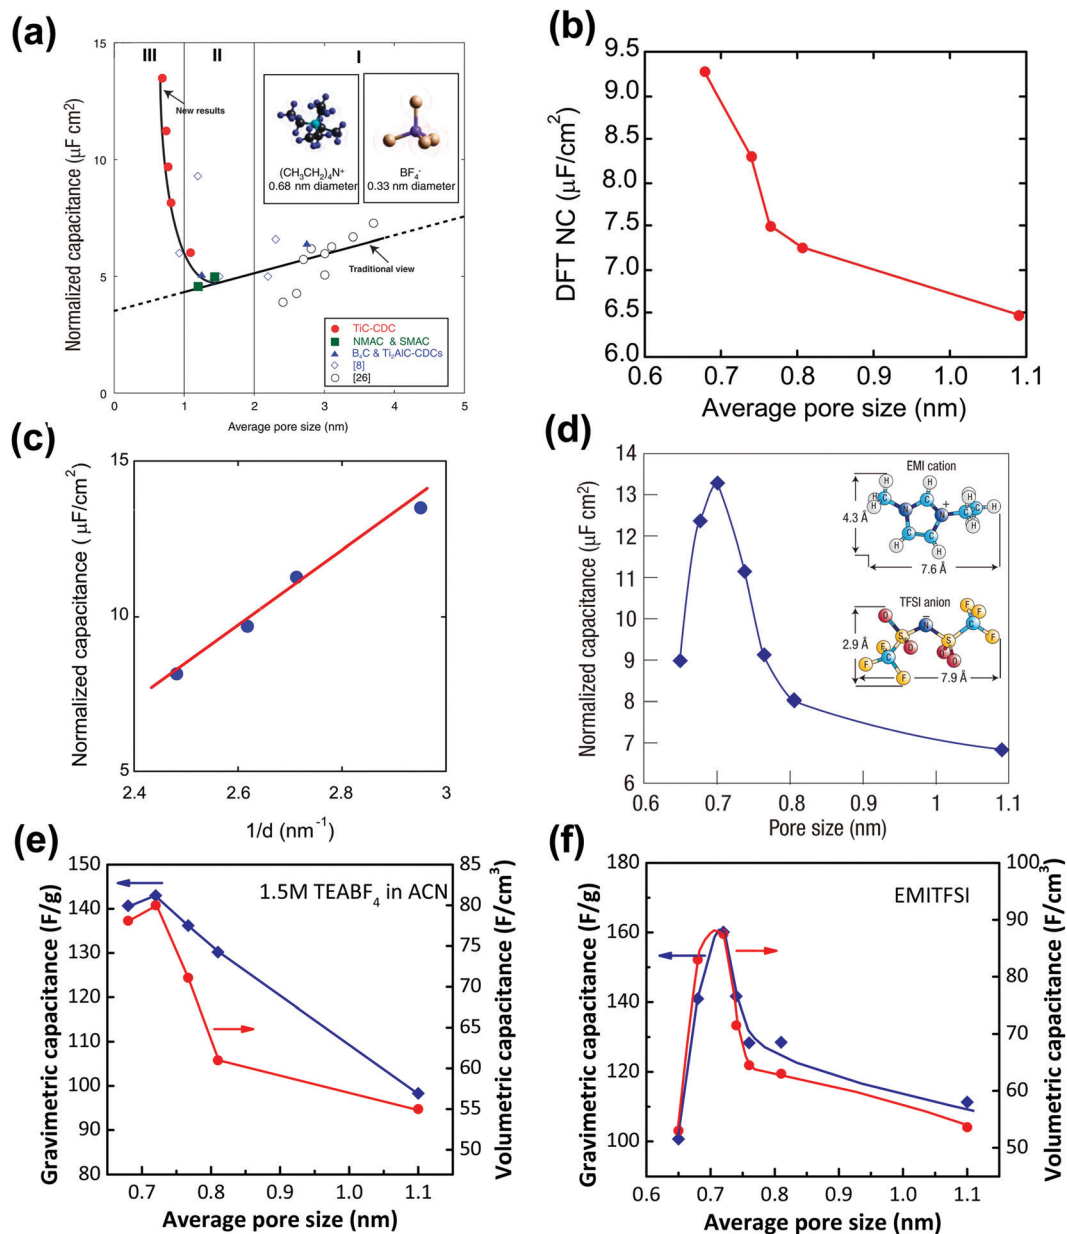 (a)
Normalized capacitance (μF cm²)
15
10
5
0
III
II
I
New results
(CH₃CH₂)₄N⁺
0.68 nm diameter
BF₄⁻
0.33 nm diameter
Traditional view
TiC-CDC
NMAC & SMAC
B₄C & Ti₂AlC-CDCs
[8]
[26]
0 1 2 3 4 5
Average pore size (nm)
(b)
DFT NC (μF/cm²)
9.5
9.0
8.5
8.0
7.5
7.0
6.5
6.0
0.6 0.7 0.8 0.9 1.0 1.1
Average pore size (nm)
(c)
Normalized capacitance ( μF/cm²)
15
10
5
2.4 2.6 2.8 3
1/d (nm⁻¹)
(d)
Normalized capacitance (μF cm²)
14
13
12
11
10
9
8
7
6
EMI cation
4.3 Å
H
H
H
H
H
H
H
H
C
C
C
C
N
N
+
7.6 Å
TFSI anion
2.9 Å
O
O
O
S
N
–
S
C
C
F
F
F
F
F
F
7.9 Å
0.6 0.7 0.8 0.9 1 1.1
Pore size (nm)
(e)
Gravimetric capacitance (F/g)
150
140
130
120
110
100
90
80
1.5M TEABF₄ in ACN
85
80
75
70
65
60
55
50
Volumetric capacitance (F/cm³)
0.7 0.8 0.9 1.0 1.1
Average pore size (nm)
(f)
Gravimetric capacitance (F/g)
180
160
140
120
100
EMITFSI
100
90
80
70
60
50
Volumetric capacitance (F/cm³)
0.6 0.7 0.8 0.9 1.0 1.1
Average pore size (nm)